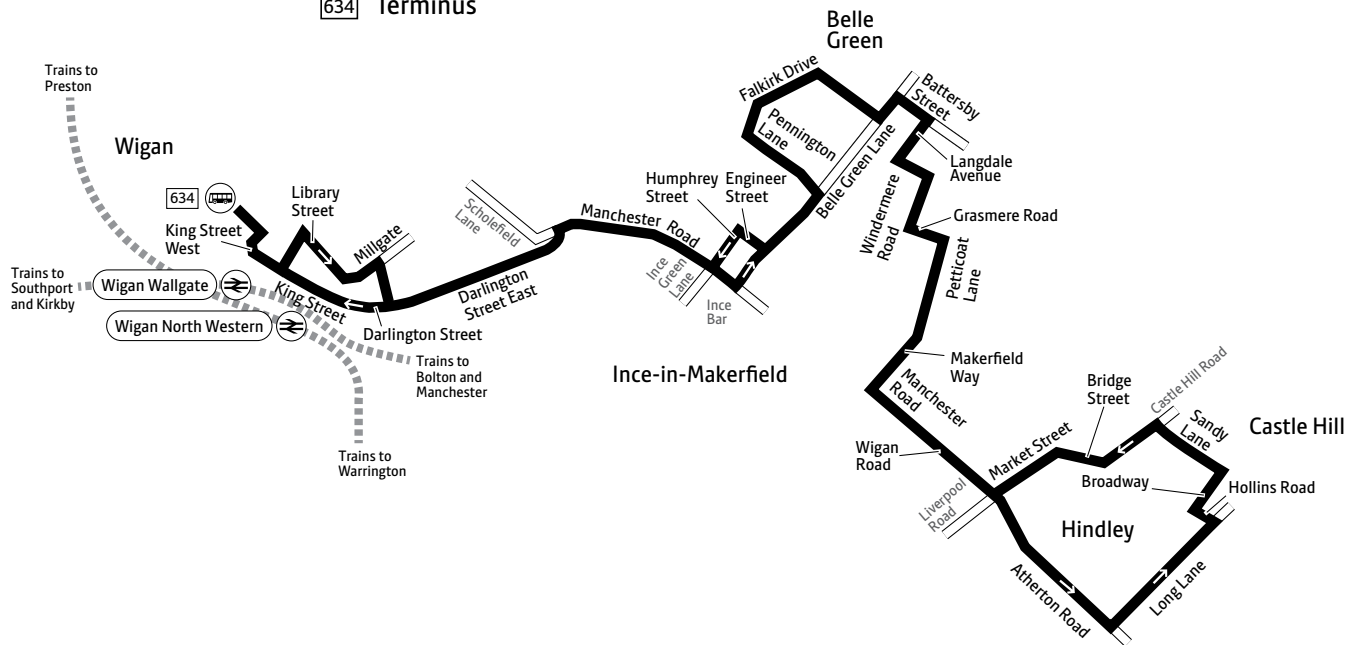 634 Terminus
Belle
Green
Trains to
Preston
Falkirk Drive
Battersby
Street
Wigan
Pennington
Lane
Langdale
Avenue
634
Library
Street
Humphrey
Street
Engineer
Street
Belle Green Lane
King Street
West
Millgate
Scholefield
Lane
Manchester Road
Windermere
Road
Grasmere Road
Trains to
Southport
and Kirkby
Wigan Wallgate
King Street
Darlington
Street East
Ince
Green
Lane
Ince
Bar
Petticoat
Lane
Wigan North Western
Darlington Street
Trains to
Bolton and
Manchester
Ince-in-Makerfield
Makerfield
Way
Manchester
Road
Bridge
Street
Castle Hill Road
Sandy
Lane
Castle Hill
Trains to
Warrington
Wigan
Road
Market Street
Broadway
Hollins Road
Liverpool
Road
Hindley
Atherton Road
Long Lane